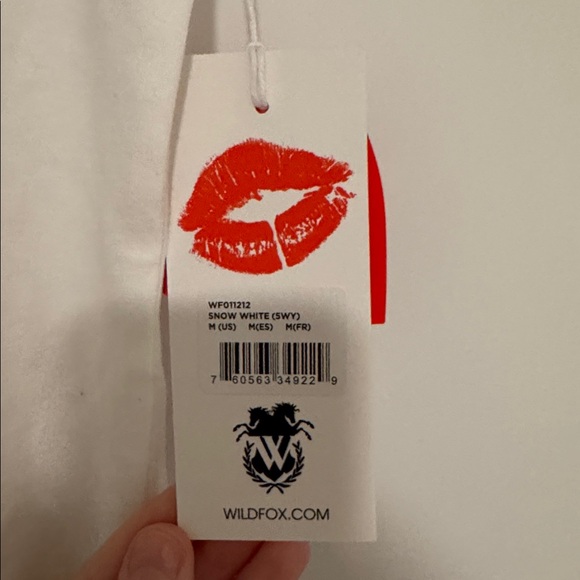 WF011212
SNOW WHITE (SWY)
M (US) M(ES) M(FR)
7 60563 34922 9
W
WILDFOX.COM